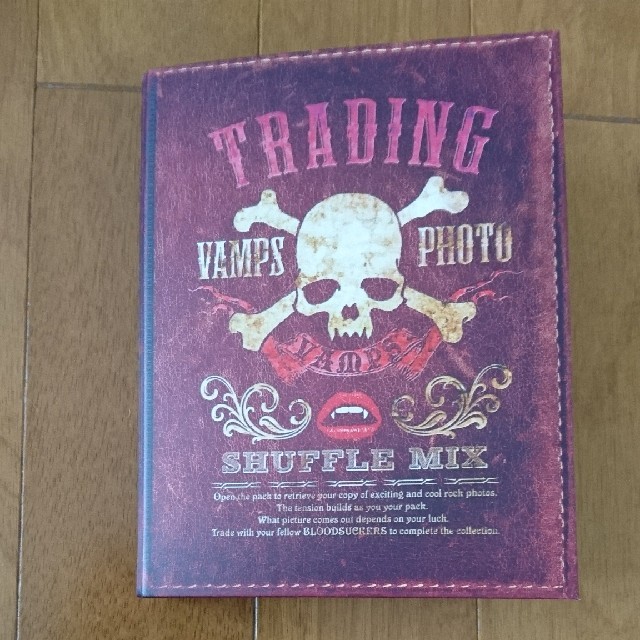 TRADING
VAMPS PHOTO
VAMPS
SHUFFLE MIX
Open the pack to retrieve your copy of exciting and cool rock photos.
The tension builds as you your pack.
What picture comes out depends on your luck.
Trade with your fellow BLOODSUCKERS to complete the collection.